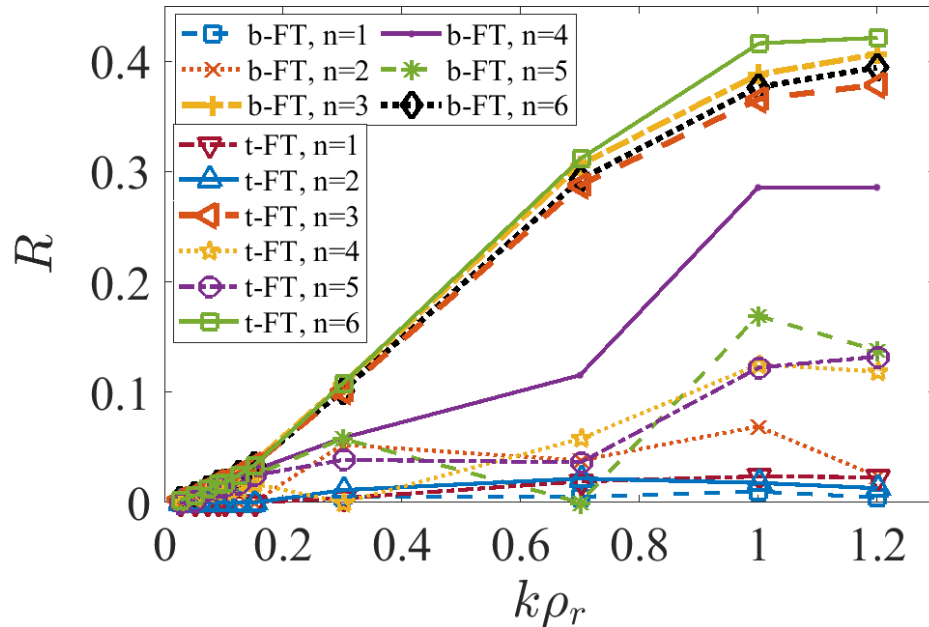 b-FT, n=1
b-FT, n=2
b-FT, n=3
b-FT, n=4
b-FT, n=5
b-FT, n=6
t-FT, n=1
t-FT, n=2
t-FT, n=3
t-FT, n=4
t-FT, n=5
t-FT, n=6
R
0.4
0.3
0.2
0.1
0
0 0.2 0.4 0.6 0.8 1 1.2
kρr